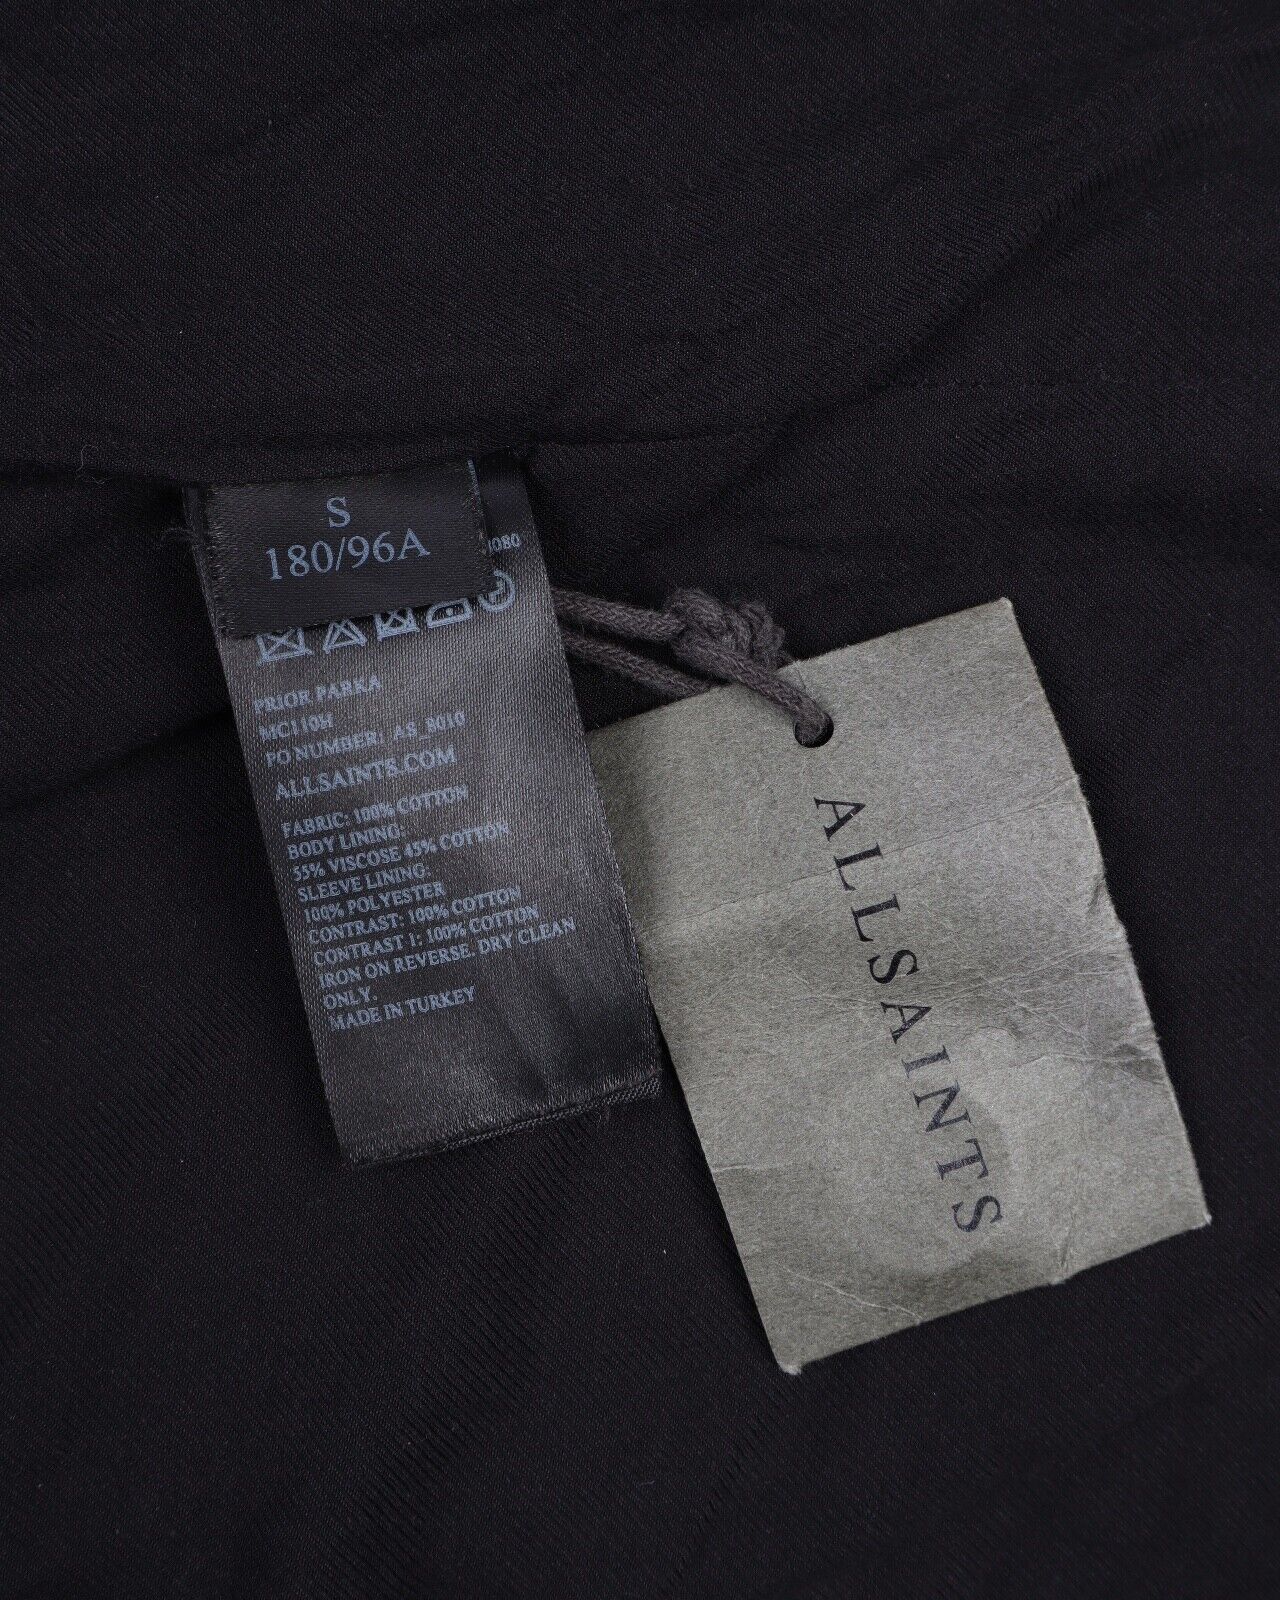 S
180/96A
PRIOR PARKA
MC110H
PO NUMBER: AS_8010
ALLSAINTS.COM
FABRIC: 100% COTTON
BODY LINING:
55% VISCOSE 45% COTTON
SLEEVE LINING:
100% POLYESTER
CONTRAST: 100% COTTON
CONTRAST 1: 100% COTTON
IRON ON REVERSE. DRY CLEAN
ONLY.
MADE IN TURKEY
ALLSAINTS